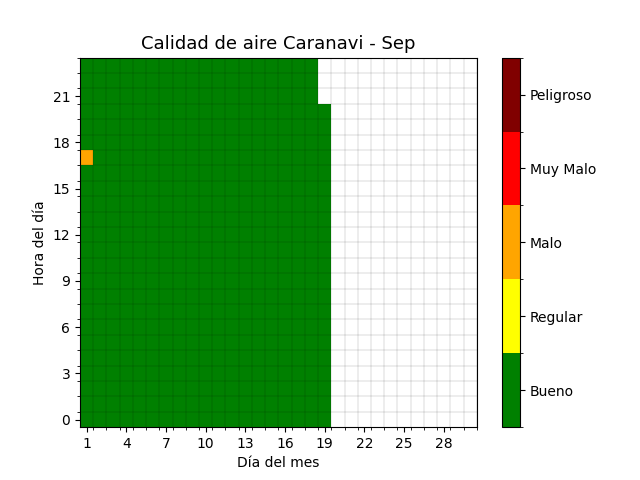 Calidad de aire Caranavi - Sep
Hora del día
21
18
15
12
9
6
3
0
1 4 7 10 13 16 19 22 25 28
Día del mes
Peligroso
Muy Malo
Malo
Regular
Bueno